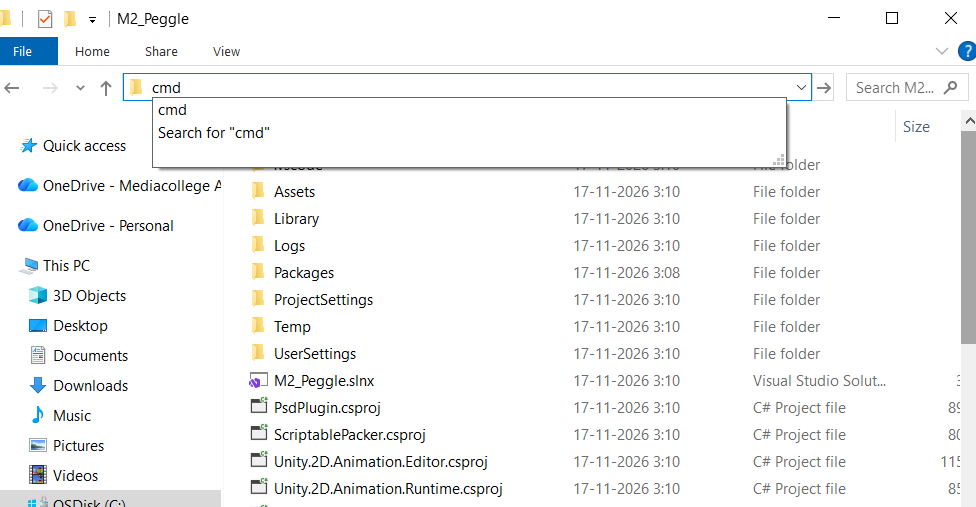 M2_Peggle
File Home Share View
cmd
Search M2...
cmd
Search for "cmd"
Size
Quick access
OneDrive - Mediacollege A
OneDrive - Personal
This PC
3D Objects
Desktop
Documents
Downloads
Music
Pictures
Videos
OSDisk (C:)
17-11-2026 3:10 File folder
Assets 17-11-2026 3:10 File folder
Library 17-11-2026 3:10 File folder
Logs 17-11-2026 3:10 File folder
Packages 17-11-2026 3:08 File folder
ProjectSettings 17-11-2026 3:10 File folder
Temp 17-11-2026 3:10 File folder
UserSettings 17-11-2026 3:10 File folder
M2_Peggle.slnx 17-11-2026 3:10 Visual Studio Solut...
PsdPlugin.csproj 17-11-2026 3:10 C# Project file 89
ScriptablePacker.csproj 17-11-2026 3:10 C# Project file 80
Unity.2D.Animation.Editor.csproj 17-11-2026 3:10 C# Project file 115
Unity.2D.Animation.Runtime.csproj 17-11-2026 3:10 C# Project file 85